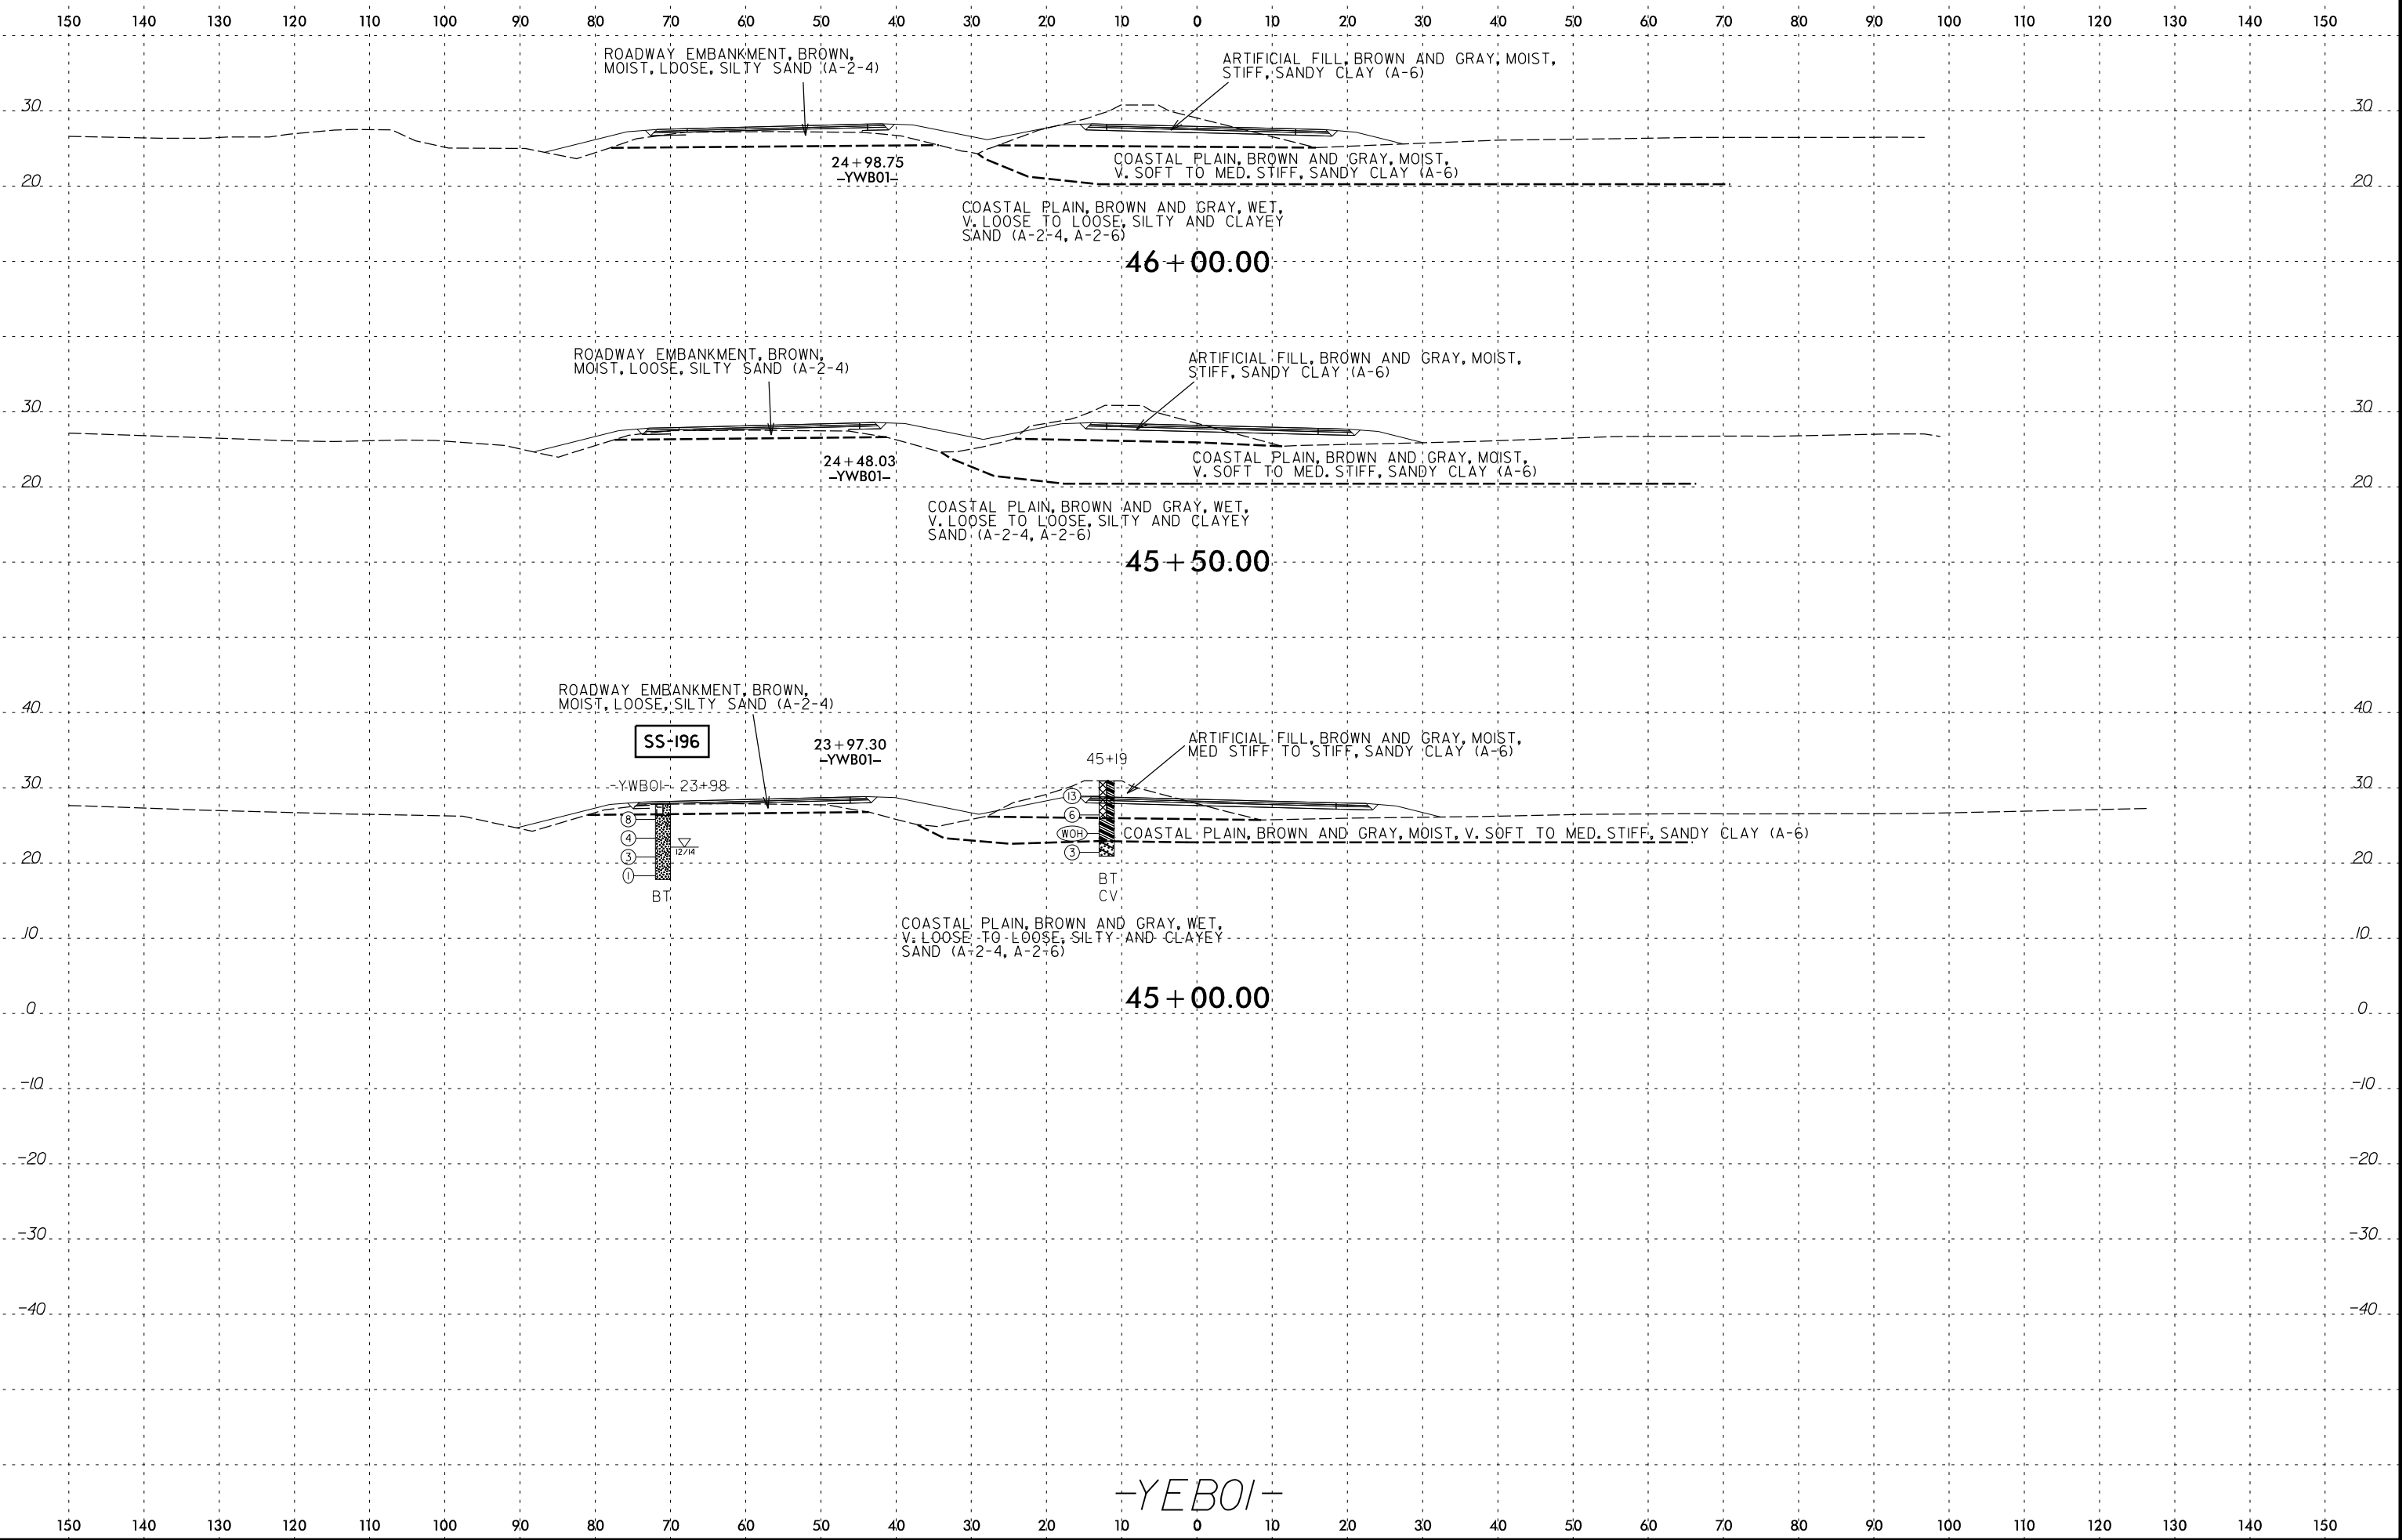 150 140 130 120 110 100 90 80 70 60 50 40 30 20 10 0 10 20 30 40 50 60 70 80 90 100 110 120 130 140 150
ROADWAY EMBANKMENT, BROWN,
MOIST, LOOSE, SILTY SAND (A-2-4)
ARTIFICIAL FILL, BROWN AND GRAY, MOIST,
STIFF, SANDY CLAY (A-6)
30 30
24+98.75
-YWB01-
COASTAL PLAIN, BROWN AND GRAY, MOIST,
V. SOFT TO MED. STIFF, SANDY CLAY (A-6)
20 20
COASTAL PLAIN, BROWN AND GRAY, WET,
V. LOOSE TO LOOSE, SILTY AND CLAYEY
SAND (A-2-4, A-2-6)
46+00.00
ROADWAY EMBANKMENT, BROWN,
MOIST, LOOSE, SILTY SAND (A-2-4)
ARTIFICIAL FILL, BROWN AND GRAY, MOIST,
STIFF, SANDY CLAY (A-6)
30 30
24+48.03
-YWB01-
COASTAL PLAIN, BROWN AND GRAY, MOIST,
V. SOFT TO MED. STIFF, SANDY CLAY (A-6)
20 20
COASTAL PLAIN, BROWN AND GRAY, WET,
V. LOOSE TO LOOSE, SILTY AND CLAYEY
SAND (A-2-4, A-2-6)
45+50.00
ROADWAY EMBANKMENT, BROWN,
MOIST, LOOSE, SILTY SAND (A-2-4)
40 40
SS-196
23+97.30
-YWB01-
ARTIFICIAL FILL, BROWN AND GRAY, MOIST,
MED STIFF TO STIFF, SANDY CLAY (A-6)
45+19
30 30
-YWB01- 23+98
13
8
6
4
WOH
COASTAL PLAIN, BROWN AND GRAY, MOIST, V. SOFT TO MED. STIFF, SANDY CLAY (A-6)
12/14
3
3
20 20
1
BT
BT
CV
COASTAL PLAIN, BROWN AND GRAY, WET,
V. LOOSE TO LOOSE, SILTY AND CLAYEY
SAND (A-2-4, A-2-6)
10 10
45+00.00
0 0
-10 -10
-20 -20
-30 -30
-40 -40
-YEB01-
150 140 130 120 110 100 90 80 70 60 50 40 30 20 10 0 10 20 30 40 50 60 70 80 90 100 110 120 130 140 150